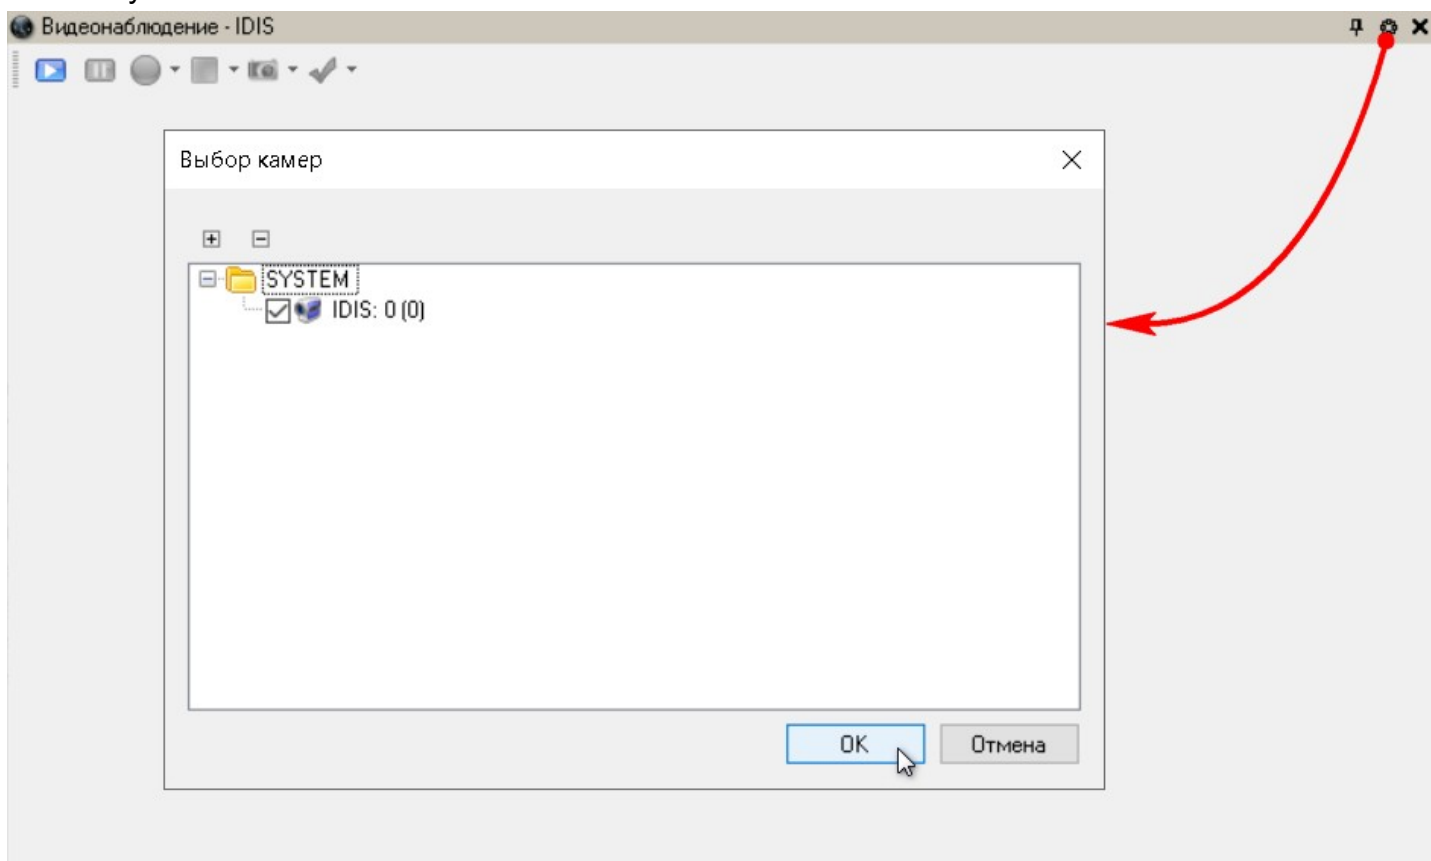 Видеонаблюдение - IDIS
Выбор камер
SYSTEM
IDIS: 0 (0)
OK
Отмена